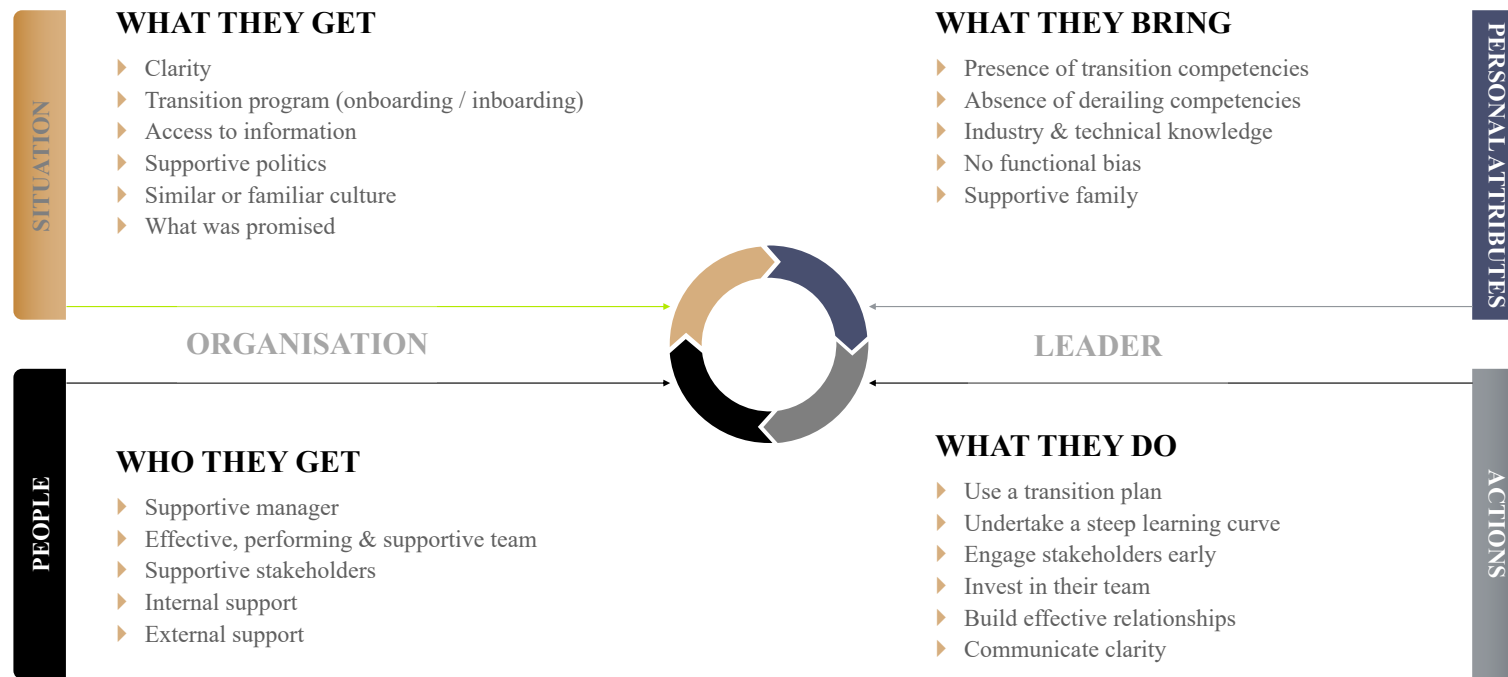 SITUATION
WHAT THEY GET
Clarity
Transition program (onboarding / inboarding)
Access to information
Supportive politics
Similar or familiar culture
What was promised
WHAT THEY BRING
Presence of transition competencies
Absence of derailing competencies
Industry & technical knowledge
No functional bias
Supportive family
PERSONAL ATTRIBUTES
ORGANISATION
LEADER
PEOPLE
WHO THEY GET
Supportive manager
Effective, performing & supportive team
Supportive stakeholders
Internal support
External support
WHAT THEY DO
Use a transition plan
Undertake a steep learning curve
Engage stakeholders early
Invest in their team
Build effective relationships
Communicate clarity
ACTIONS